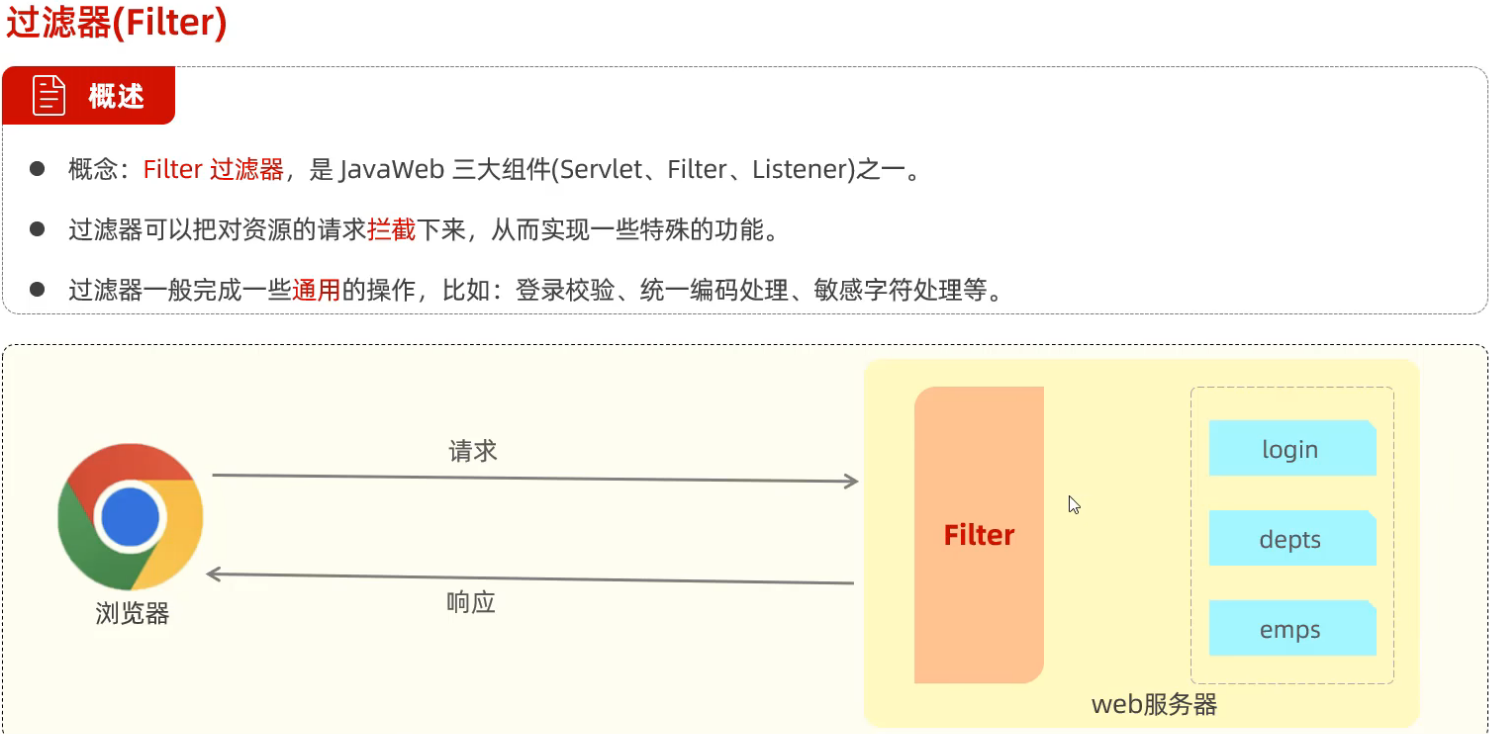 过滤器(Filter)
概述
概念：Filter 过滤器，是 JavaWeb 三大组件(Servlet、Filter、Listener)之一。
过滤器可以把对资源的请求拦截下来，从而实现一些特殊的功能。
过滤器一般完成一些通用的操作，比如：登录校验、统一编码处理、敏感字符处理等。
请求
响应
浏览器
Filter
login
depts
emps
web服务器